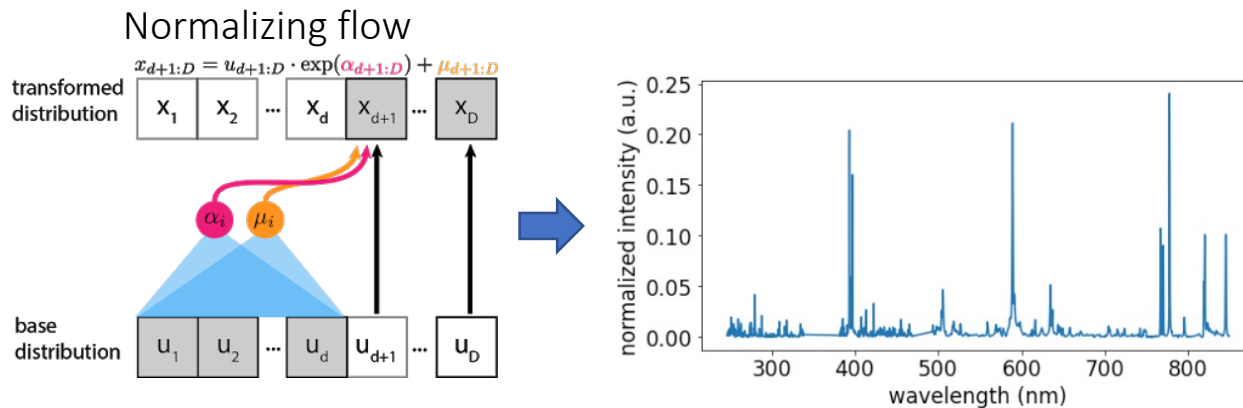 Normalizing flow
x_{d+1:D} = u_{d+1:D} · exp(α_{d+1:D}) + μ_{d+1:D}
transformed
distribution
x_1 x_2 ... x_d x_{d+1} ... x_D
α_i μ_i
base
distribution
u_1 u_2 ... u_d u_{d+1} ... u_D
normalized intensity (a.u.)
0.25
0.20
0.15
0.10
0.05
0.00
300 400 500 600 700 800
wavelength (nm)